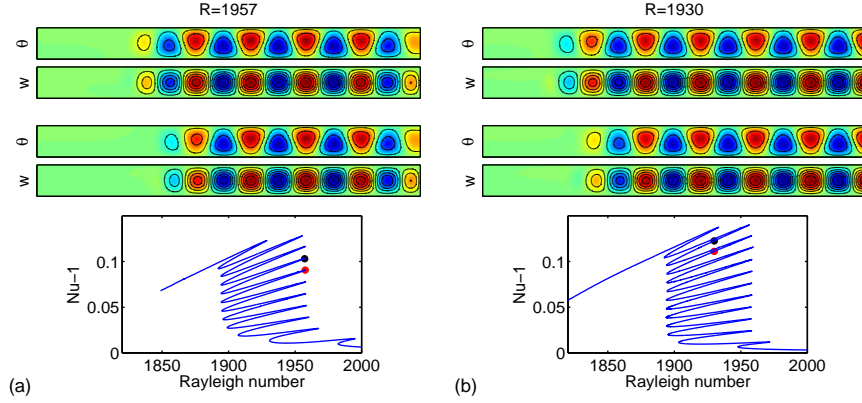 R=1957
θ
w
θ
w
Nu−1
0.1
0.05
0
1850
1900
1950
2000
Rayleigh number
(a)
R=1930
θ
w
θ
w
Nu−1
0.1
0.05
0
1850
1900
1950
2000
Rayleigh number
(b)